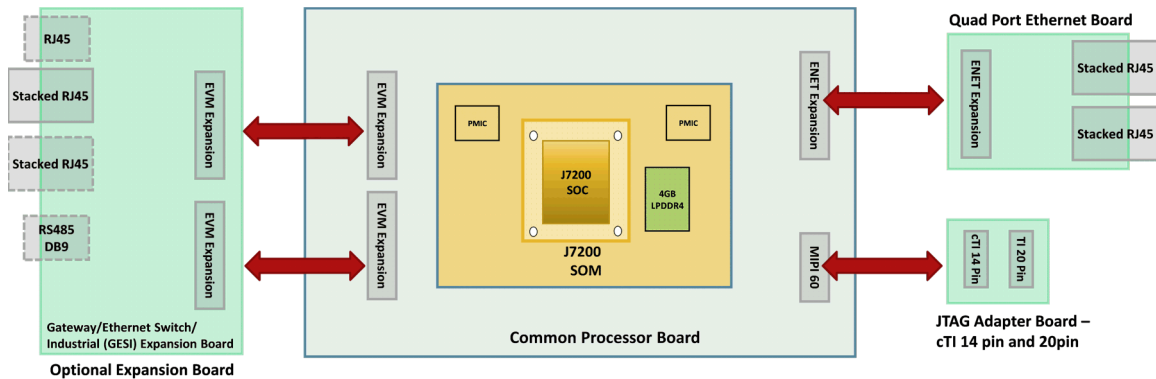 RJ45
Stacked RJ45
Stacked RJ45
RS485
DB9
EVM Expansion
EVM Expansion
Gateway/Ethernet Switch/
Industrial (GESI) Expansion Board
Optional Expansion Board
EVM Expansion
EVM Expansion
PMIC
PMIC
J7200
SOC
4GB
LPDDR4
J7200
SOM
ENET Expansion
MIPI 60
Common Processor Board
Quad Port Ethernet Board
ENET Expansion
Stacked RJ45
Stacked RJ45
cTI 14 Pin
TI 20 Pin
JTAG Adapter Board –
cTI 14 pin and 20pin